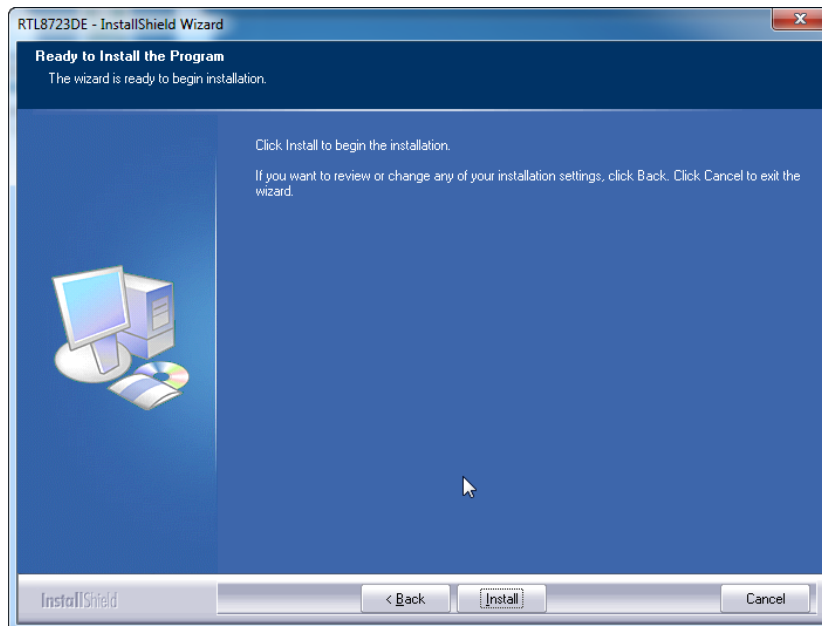 RTL8723DE - InstallShield Wizard
Ready to Install the Program
The wizard is ready to begin installation.
Click Install to begin the installation.
If you want to review or change any of your installation settings, click Back. Click Cancel to exit the
wizard.
InstallShield
< Back
Install
Cancel